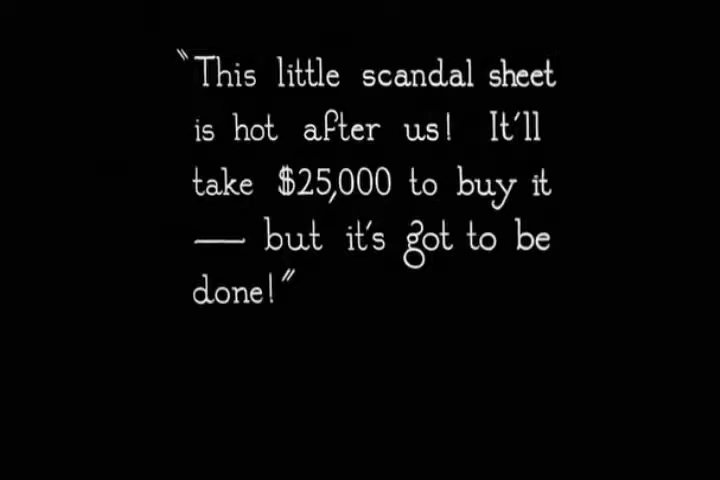 "This little scandal sheet
is hot after us! It'll
take $25,000 to buy it
— but it's got to be
done!"